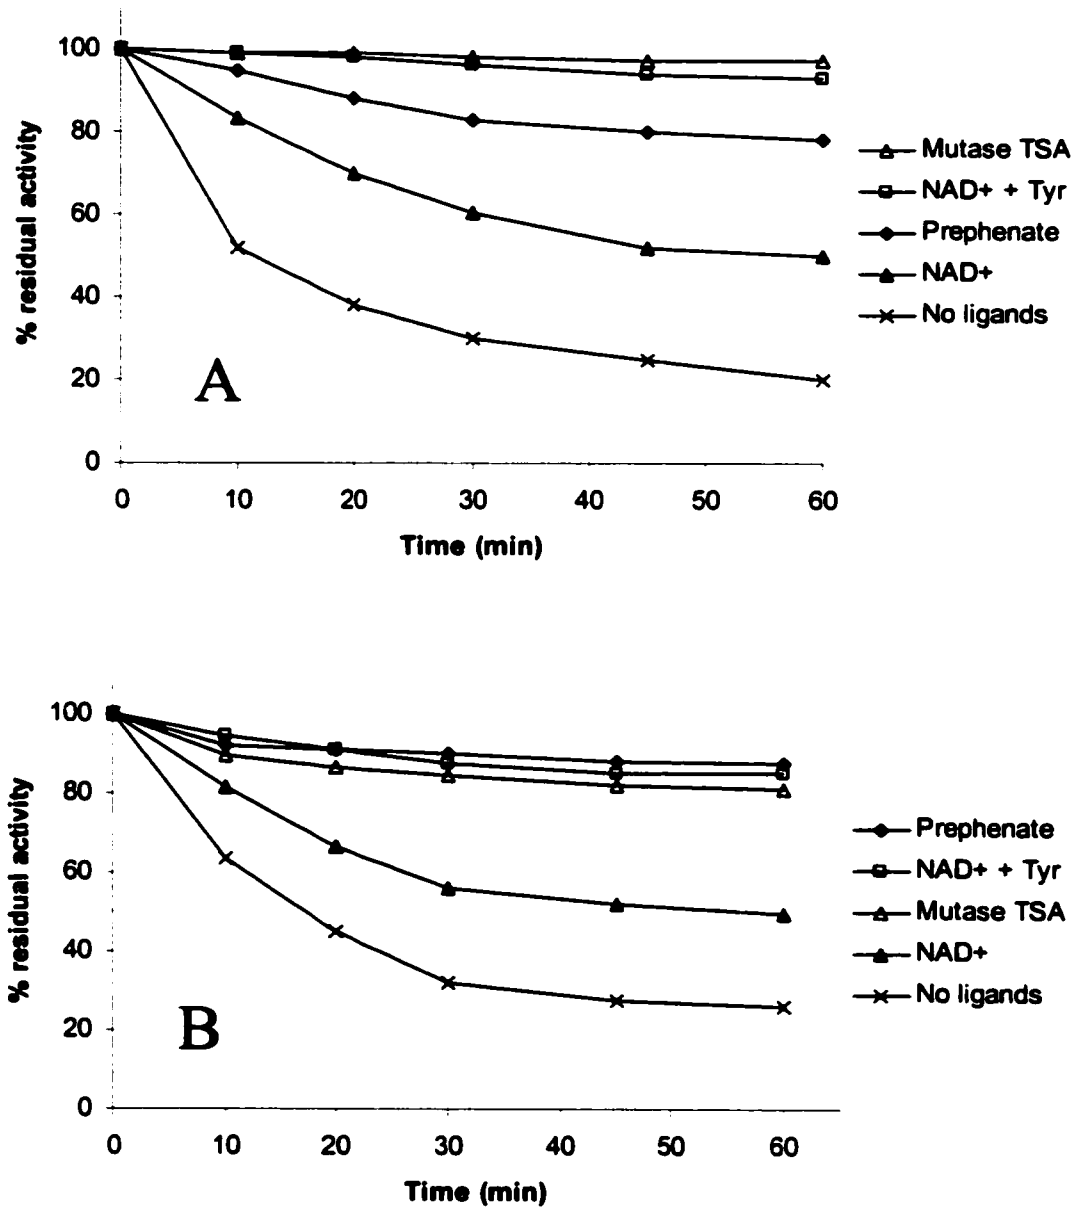 100
80
60
40
20
0
% residual activity
A
0 10 20 30 40 50 60
Time (min)
Mutase TSA
NAD+ + Tyr
Prephenate
NAD+
No ligands
100
80
60
40
20
0
% residual activity
B
0 10 20 30 40 50 60
Time (min)
Prephenate
NAD+ + Tyr
Mutase TSA
NAD+
No ligands